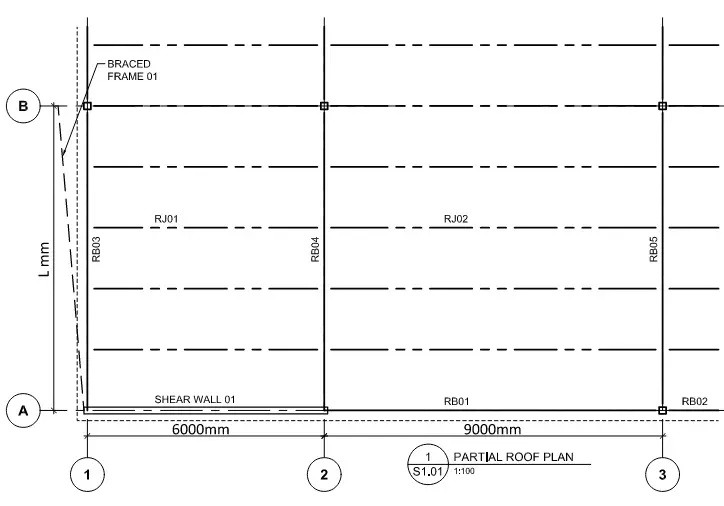 BRACED
FRAME 01
B
RJ01
RJ02
RB03
RB04
RB05
L mm
SHEAR WALL 01
RB01
RB02
A
6000mm
9000mm
1
2
3
1
S1.01
PARTIAL ROOF PLAN
1:100